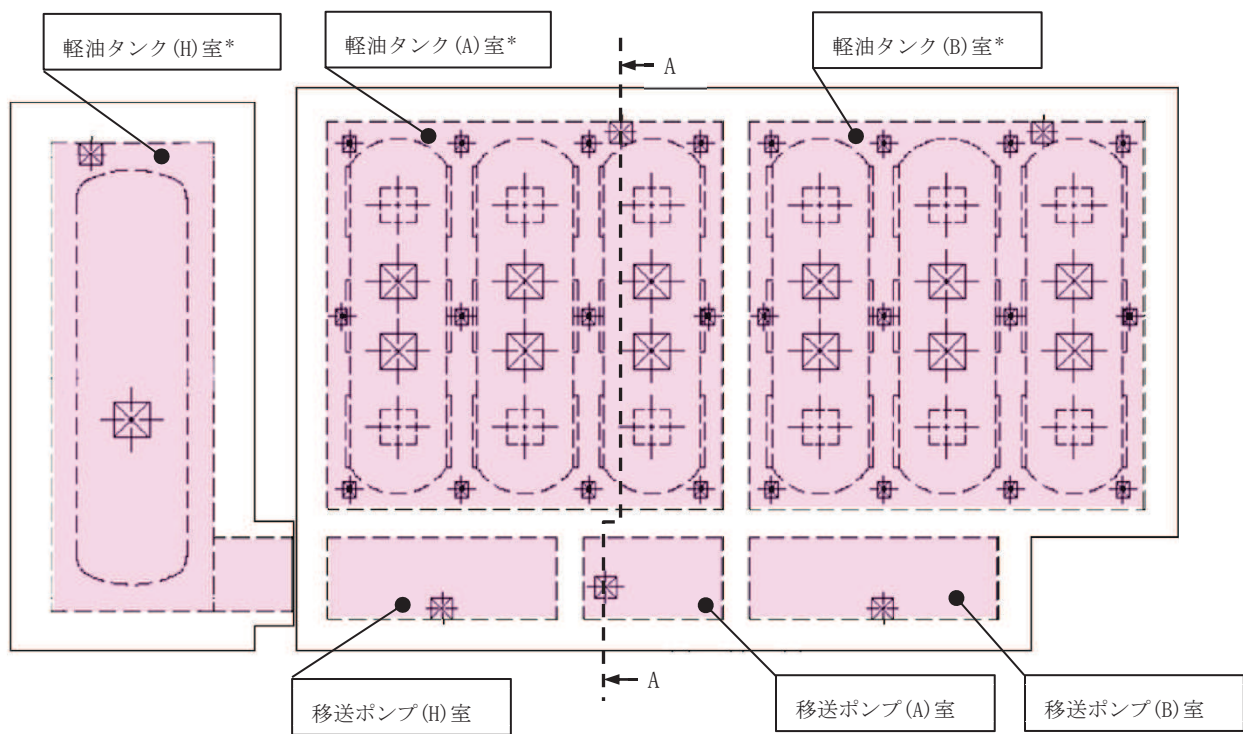 軽油タンク(H)室*
軽油タンク(A)室*
軽油タンク(B)室*
A
A
移送ポンプ(H)室
移送ポンプ(A)室
移送ポンプ(B)室